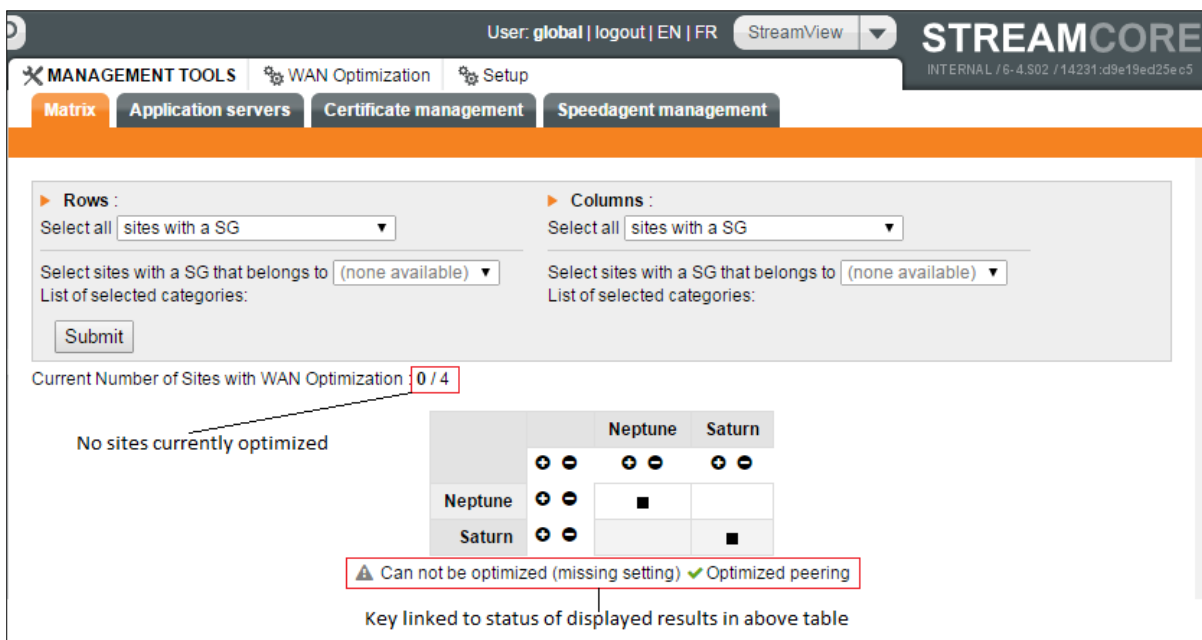 User: global | logout | EN | FR StreamView
STREAMCORE
INTERNAL / 6-4.S02 / 14231:d9e19ed25ec5
MANAGEMENT TOOLS WAN Optimization Setup
Matrix Application servers Certificate management Speedagent management
Rows :
Select all sites with a SG
Select sites with a SG that belongs to (none available)
List of selected categories:
Columns :
Select all sites with a SG
Select sites with a SG that belongs to (none available)
List of selected categories:
Submit
Current Number of Sites with WAN Optimization : 0 / 4
No sites currently optimized
Neptune Saturn
Neptune
Saturn
Can not be optimized (missing setting) Optimized peering
Key linked to status of displayed results in above table